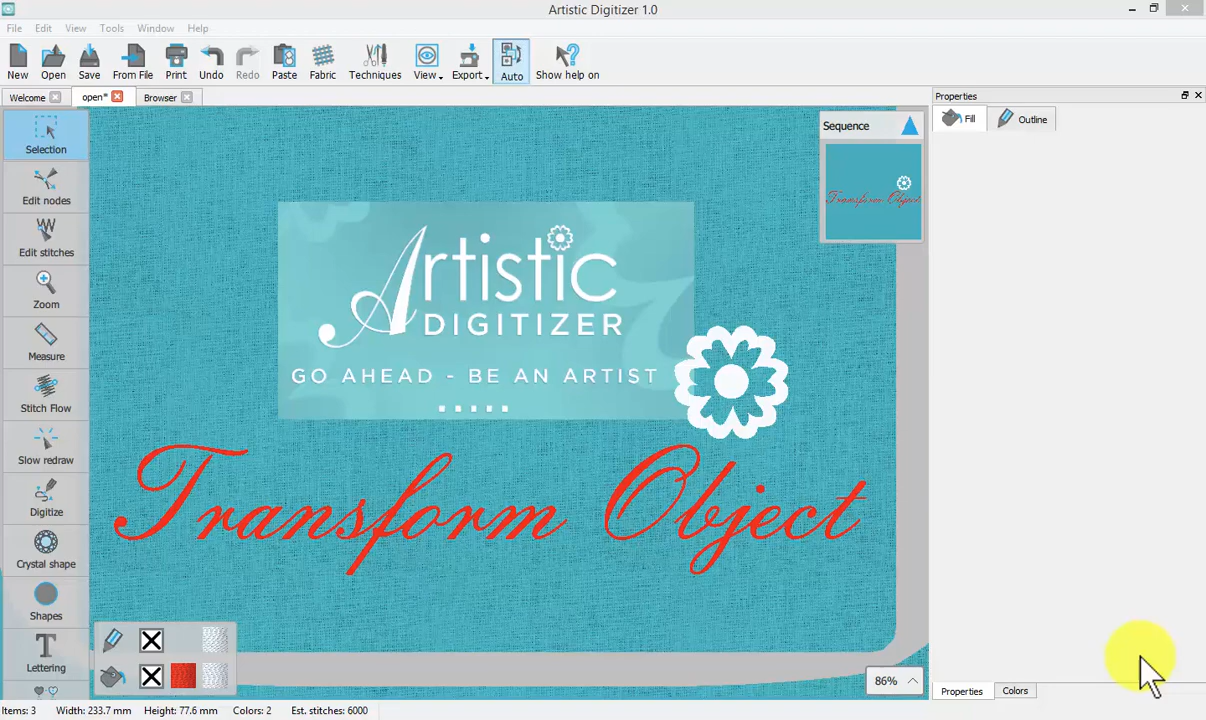 Artistic Digitizer 1.0
File Edit View Tools Window Help
New Open Save From File Print Undo Redo Paste Fabric Techniques View Export Auto Show help on
Welcome open* Browser
Properties
Fill Outline
Selection
Edit nodes
Edit stitches
Zoom
Measure
Stitch Flow
Slow redraw
Digitize
Crystal shape
Shapes
Lettering
Sequence
Transform Object
Artistic
DIGITIZER
GO AHEAD - BE AN ARTIST
Transform Object
86%
Properties Colors
Items: 3 Width: 233.7 mm Height: 77.6 mm Colors: 2 Est. stitches: 6000